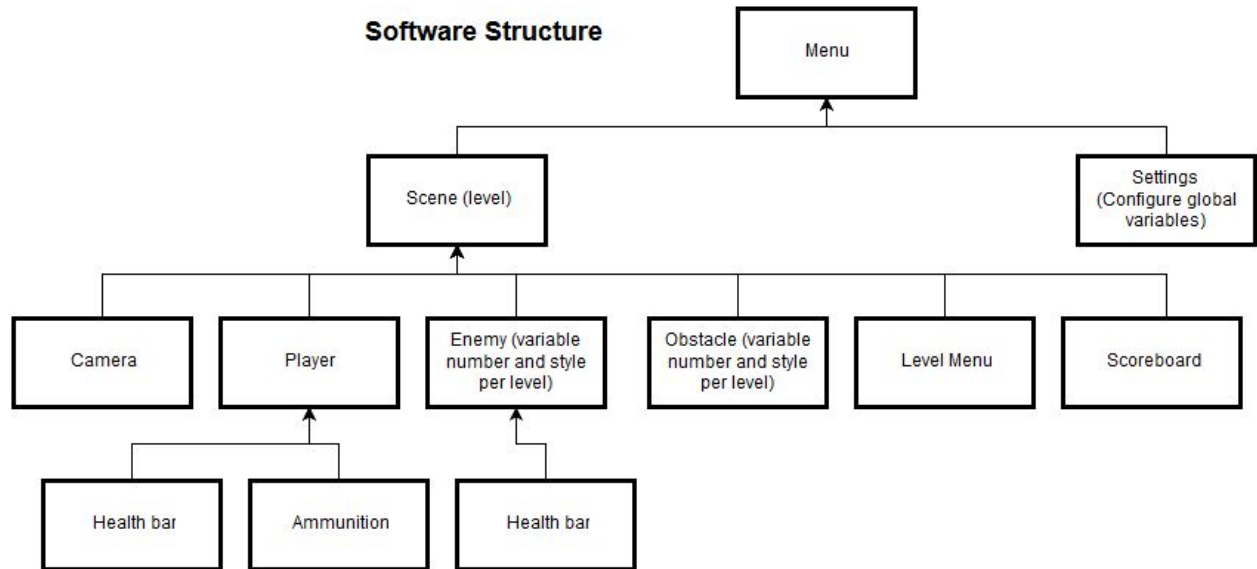 Software Structure
Menu
Scene (level)
Settings
(Configure global
variables)
Camera
Player
Enemy (variable
number and style
per level)
Obstacle (variable
number and style
per level)
Level Menu
Scoreboard
Health bar
Ammunition
Health bar